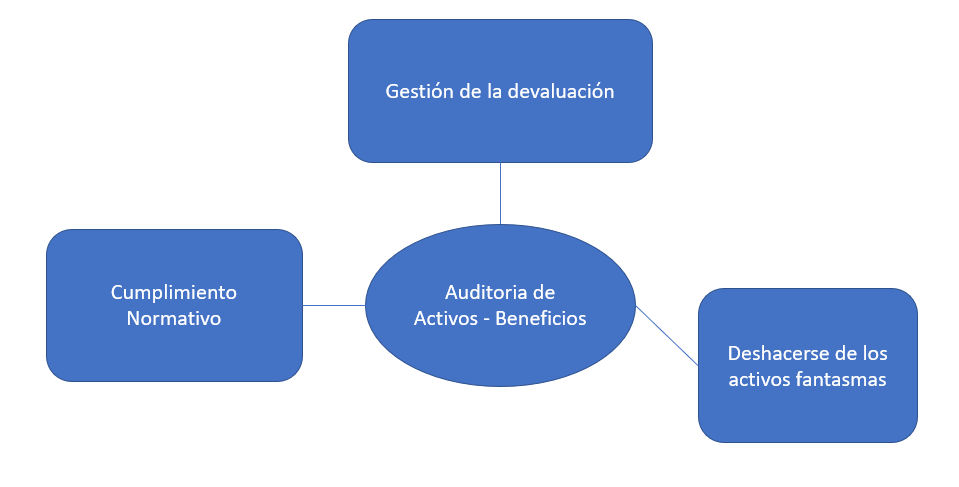 Gestión de la devaluación
Cumplimiento
Normativo
Auditoria de
Activos - Beneficios
Deshacerse de los
activos fantasmas